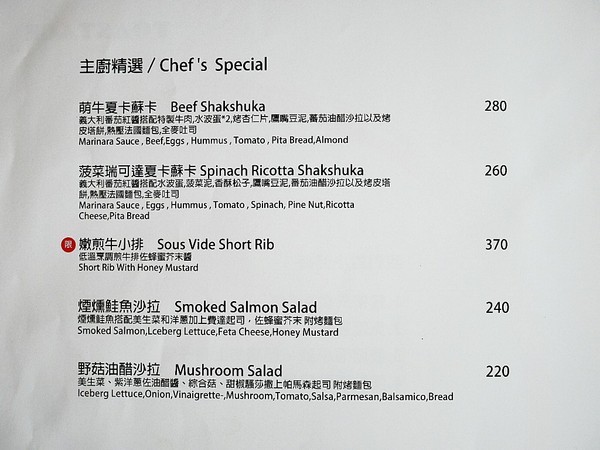 主廚精選 / Chef 's Special
萌牛夏卡蘇卡 Beef Shakshuka 280
義大利番茄紅醬搭配特製牛肉,水波蛋*2,烤杏仁片,鷹嘴豆泥,蕃茄油醋沙拉以及烤
皮塔餅,熱壓法國麵包,全麥吐司
Marinara Sauce , Beef,Eggs , Hummus , Tomato , Pita Bread,Almond
菠菜瑞可達夏卡蘇卡 Spinach Ricotta Shakshuka 260
義大利番茄紅醬搭配水波蛋,菠菜泥,香酥松子,鷹嘴豆泥,番茄油醋沙拉以及烤皮塔
餅,熱壓法國麵包,全麥吐司
Marinara Sauce , Eggs , Hummus , Tomato , Spinach, Pine Nut,Ricotta
Cheese,Pita Bread
限 嫩煎牛小排 Sous Vide Short Rib 370
低溫烹調煎牛排佐蜂蜜芥末醬
Short Rib With Honey Mustard
煙燻鮭魚沙拉 Smoked Salmon Salad 240
煙燻鮭魚搭配美生菜和洋蔥加上費達起司，佐蜂蜜芥末 附烤麵包
Smoked Salmon,Lceberg Lettuce,Feta Cheese,Honey Mustard
野菇油醋沙拉 Mushroom Salad 220
美生菜、紫洋蔥佐油醋醬、綜合菇、甜椒騷莎撒上帕馬森起司 附烤麵包
Iceberg Lettuce,Onion,Vinaigrette-,Mushroom,Tomato,Salsa,Parmesan,Balsamico,Bread